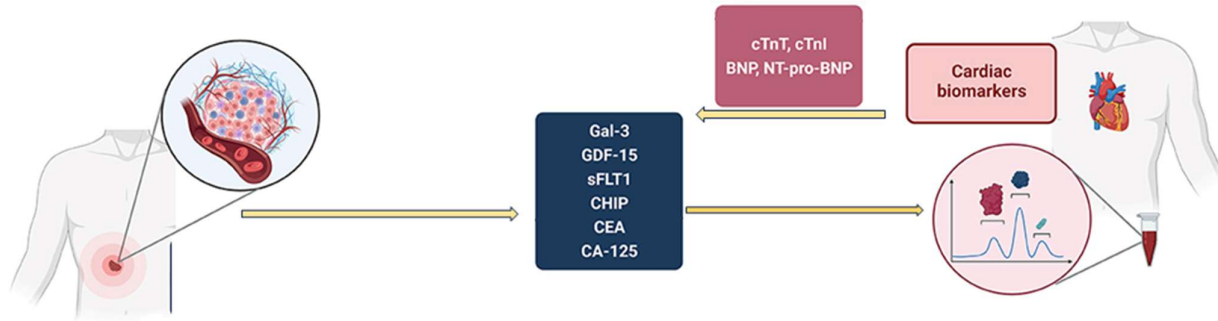 cTnT, cTnI
BNP, NT-pro-BNP
Cardiac
biomarkers
Gal-3
GDF-15
sFLT1
CHIP
CEA
CA-125